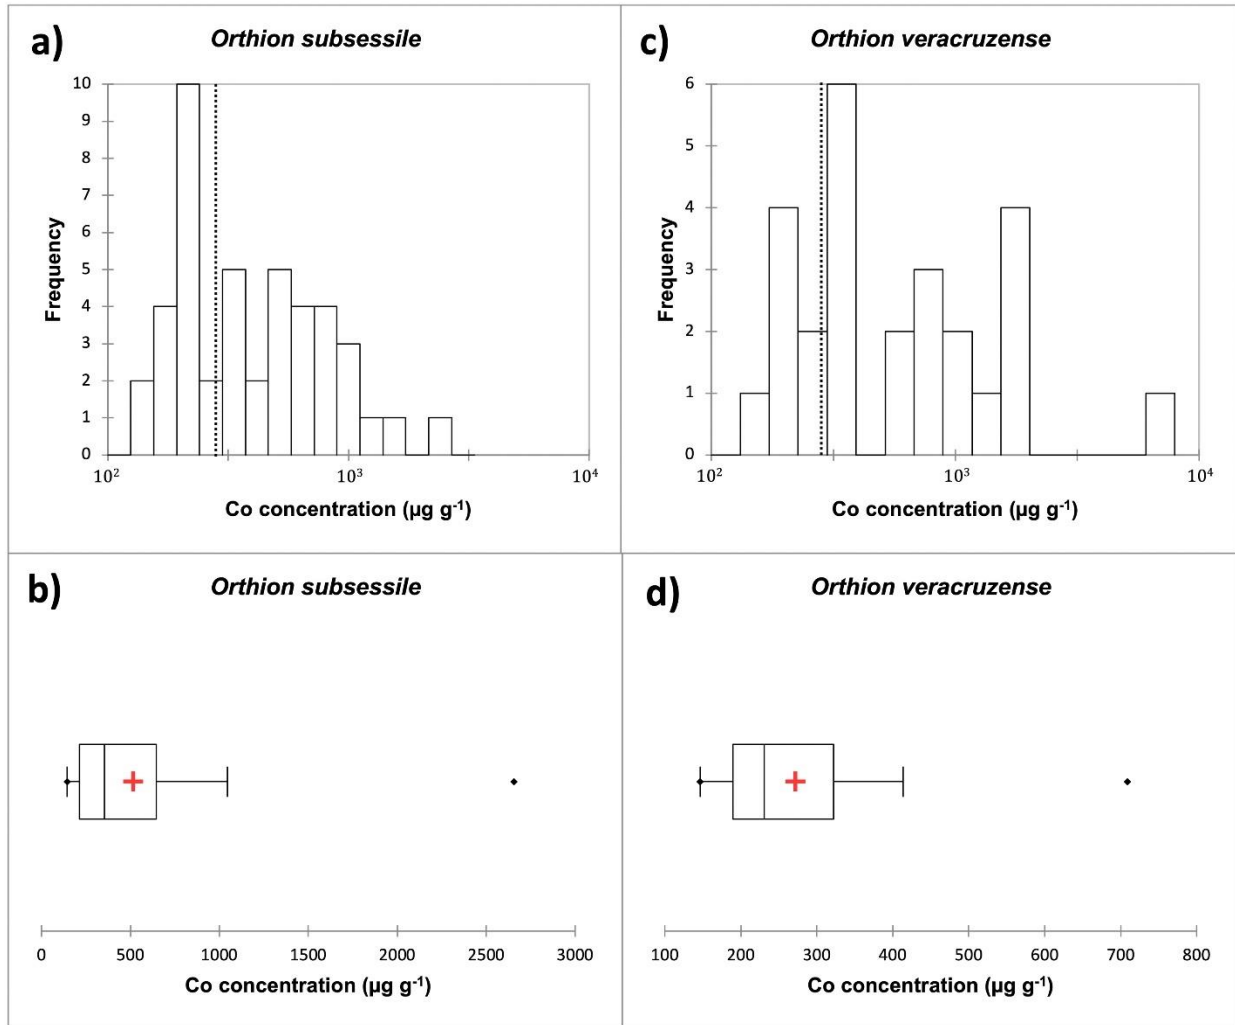 a)
Orthion subsessile
10
9
8
7
6
5
4
3
2
1
0
Frequency
10² 10³ 10⁴
Co concentration (µg g⁻¹)
c)
Orthion veracruzense
6
5
4
3
2
1
0
Frequency
10² 10³ 10⁴
Co concentration (µg g⁻¹)
b)
Orthion subsessile
0 500 1000 1500 2000 2500 3000
Co concentration (µg g⁻¹)
d)
Orthion veracruzense
100 200 300 400 500 600 700 800
Co concentration (µg g⁻¹)